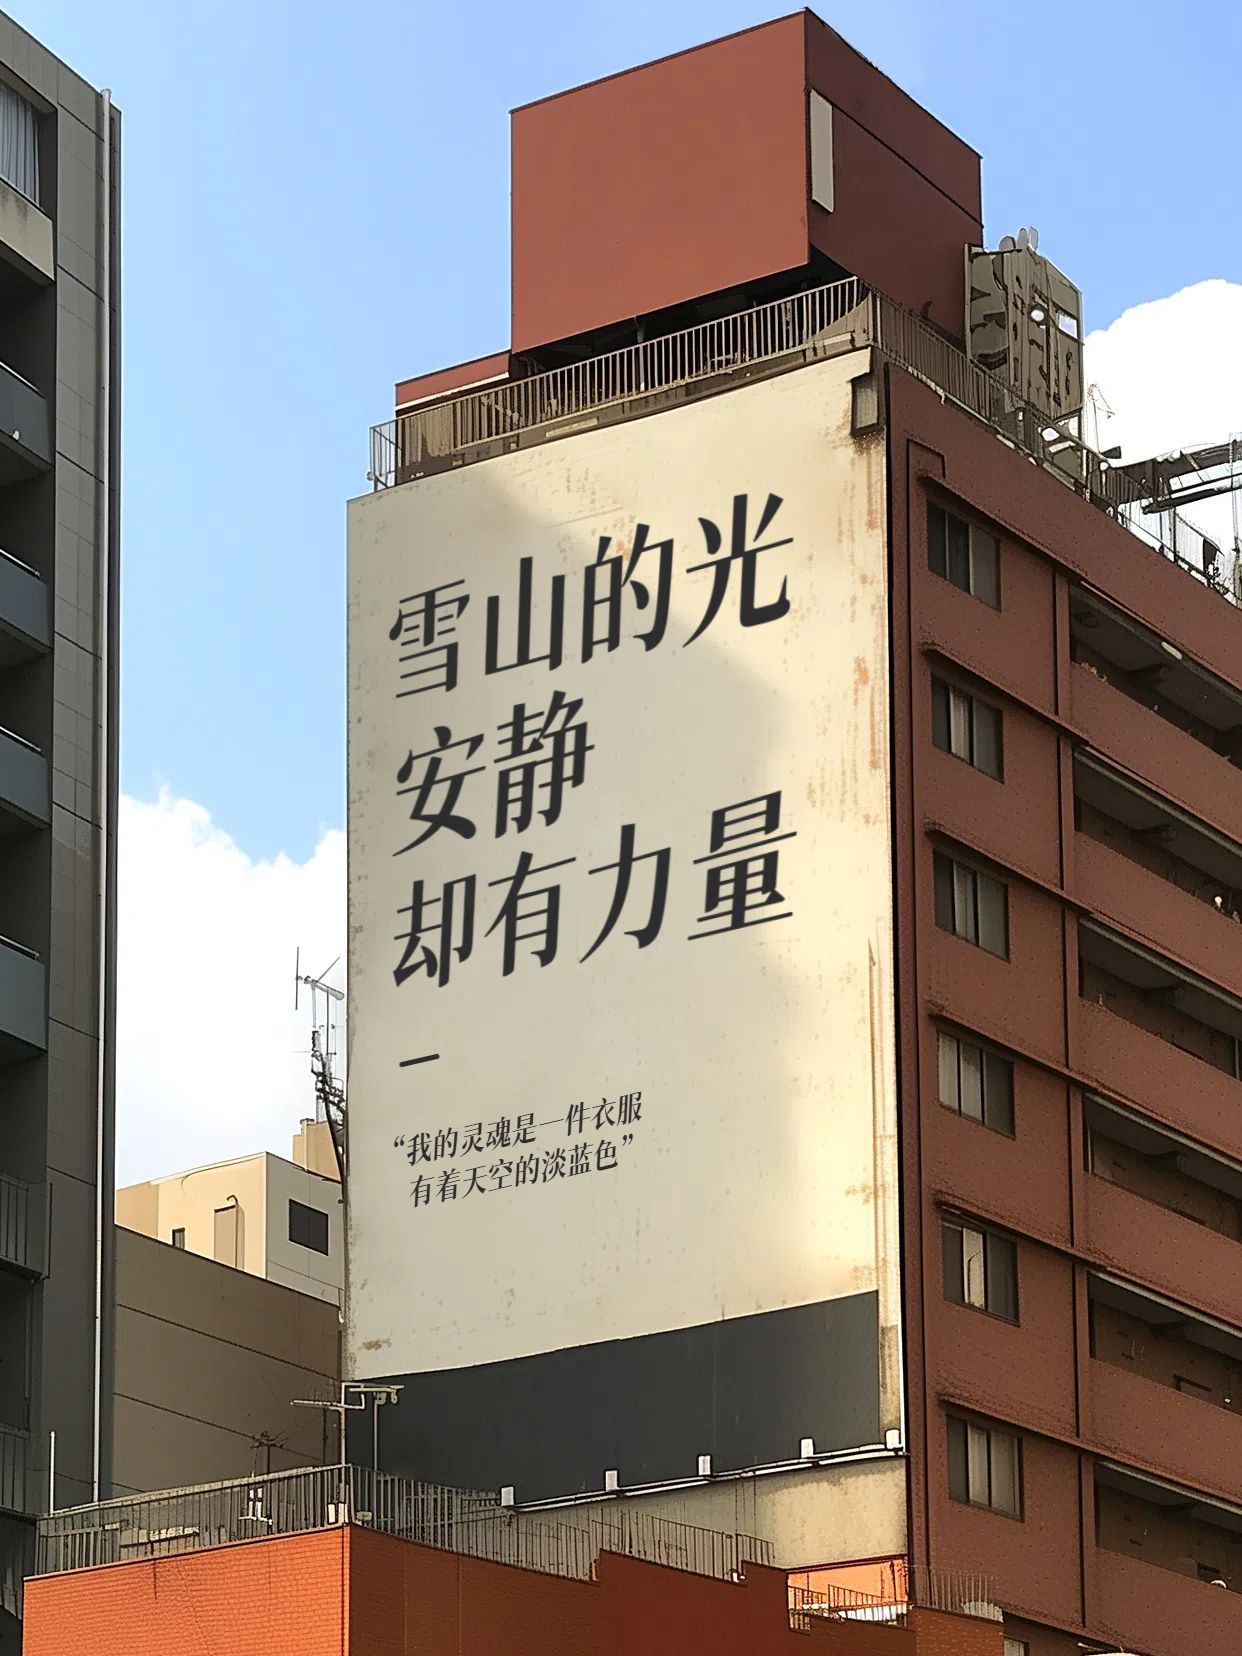 雪山的光
安静
却有力量
—
“我的灵魂是一件衣服
有着天空的淡蓝色”